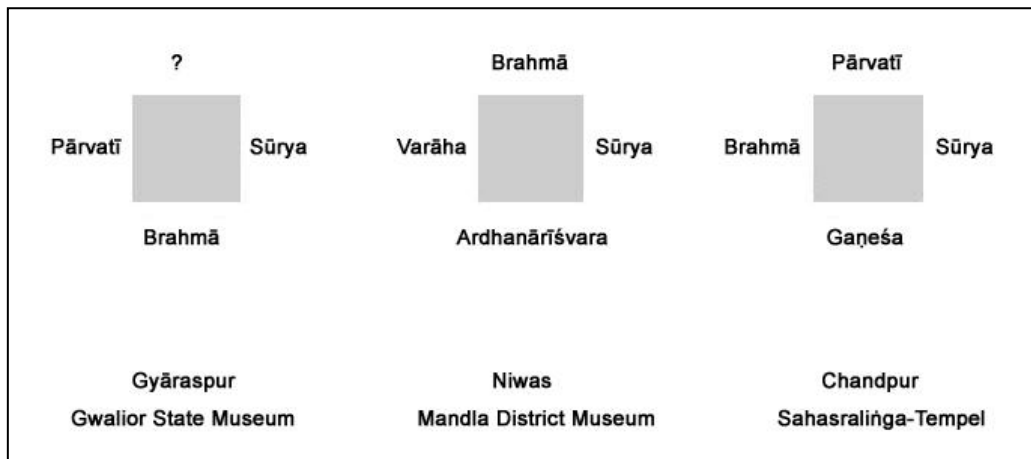 ? Brahmā Pārvatī
Pārvatī Sūrya Varāha Sūrya Brahmā Sūrya
Brahmā Ardhanārīśvara Gaṇeśa
Gyāraspur Niwas Chandpur
Gwalior State Museum Mandla District Museum Sahasraliṅga-Tempel